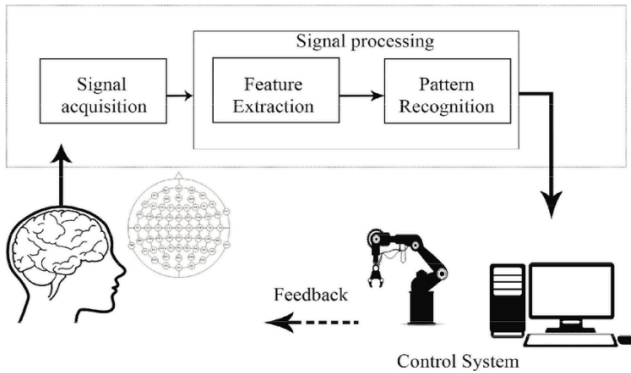 Signal processing
Signal
acquisition
Feature
Extraction
Pattern
Recognition
Feedback
Control System